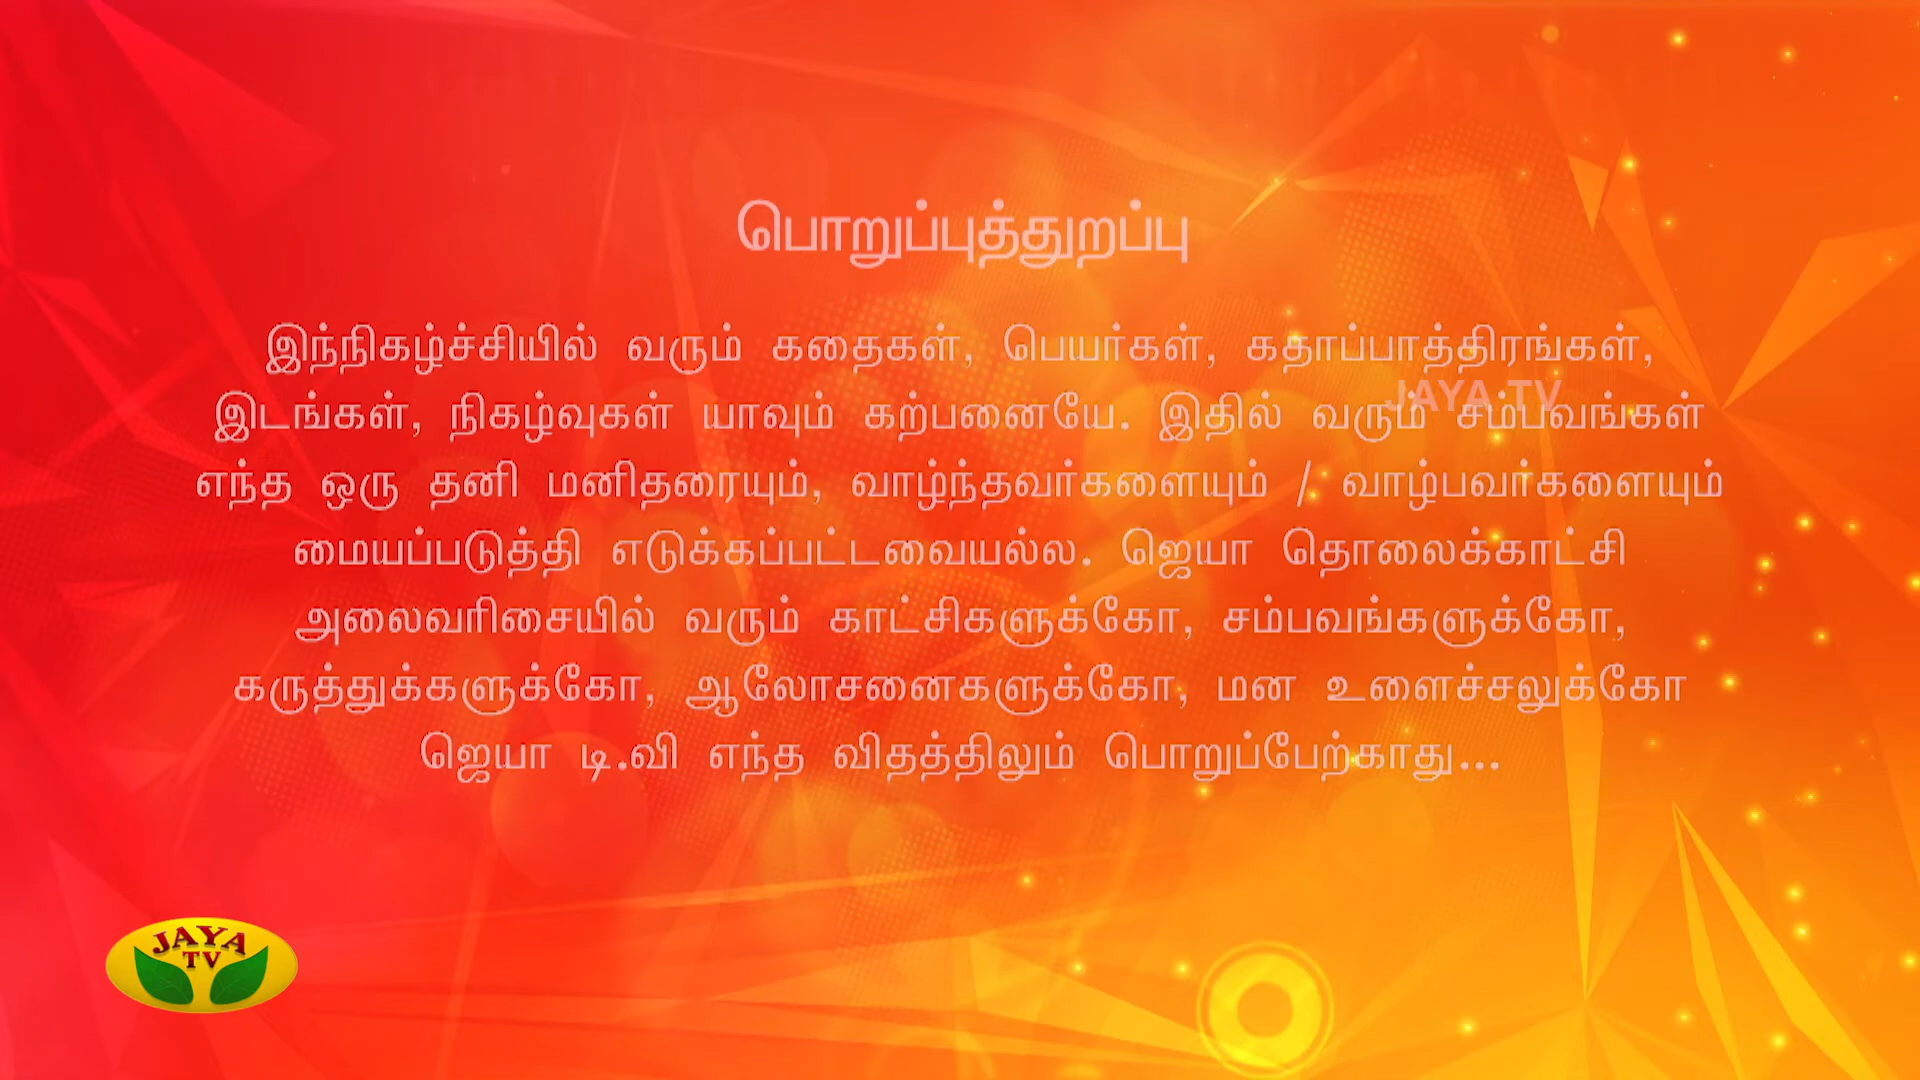 பொறுப்புத்துறப்பு
இந்நிகழ்ச்சியில் வரும் கதைகள், பெயர்கள், கதாப்பாத்திரங்கள்,
JAYA TV
இடங்கள், நிகழ்வுகள் யாவும் கற்பனையே. இதில் வரும் சம்பவங்கள்
எந்த ஒரு தனி மனிதரையும், வாழ்ந்தவர்களையும் / வாழ்பவர்களையும்
மையப்படுத்தி எடுக்கப்பட்டவையல்ல. ஜெயா தொலைக்காட்சி
அலைவரிசையில் வரும் காட்சிகளுக்கோ, சம்பவங்களுக்கோ,
கருத்துக்களுக்கோ, ஆலோசனைகளுக்கோ, மன உளைச்சலுக்கோ
ஜெயா டி.வி எந்த விதத்திலும் பொறுப்பேற்காது...
JAYA
TV